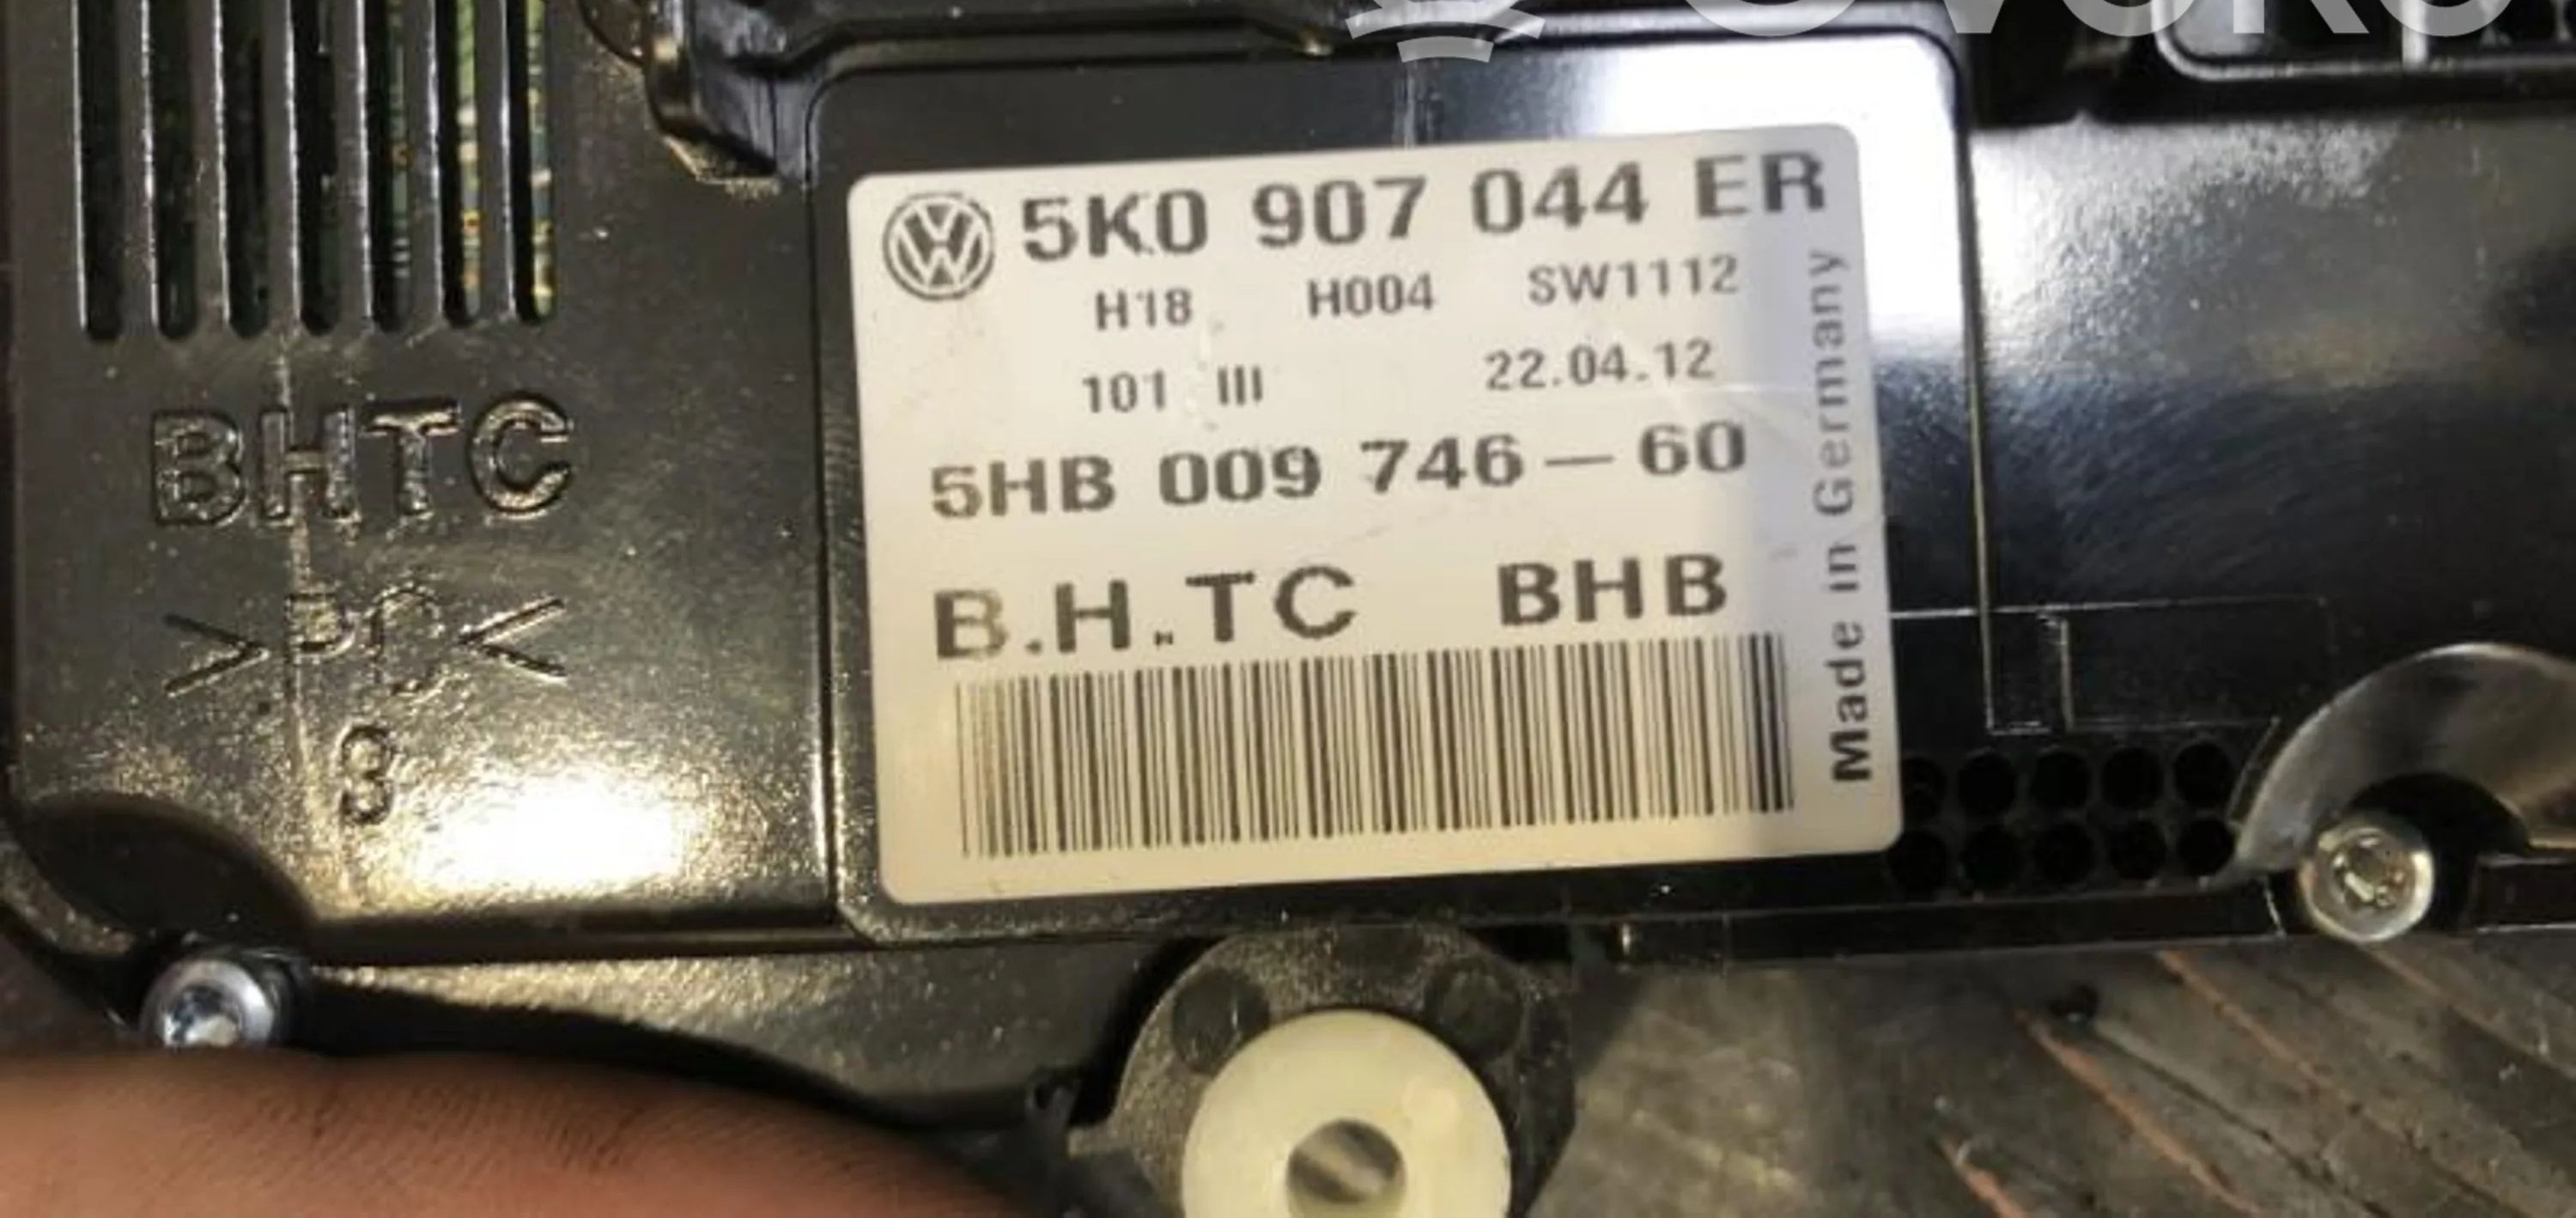 5K0 907 044 ER
H18 H004 SW1112
101 III 22.04.12
5HB 009 746-60
B.H.TC BHB
Made in Germany
BHTC
8